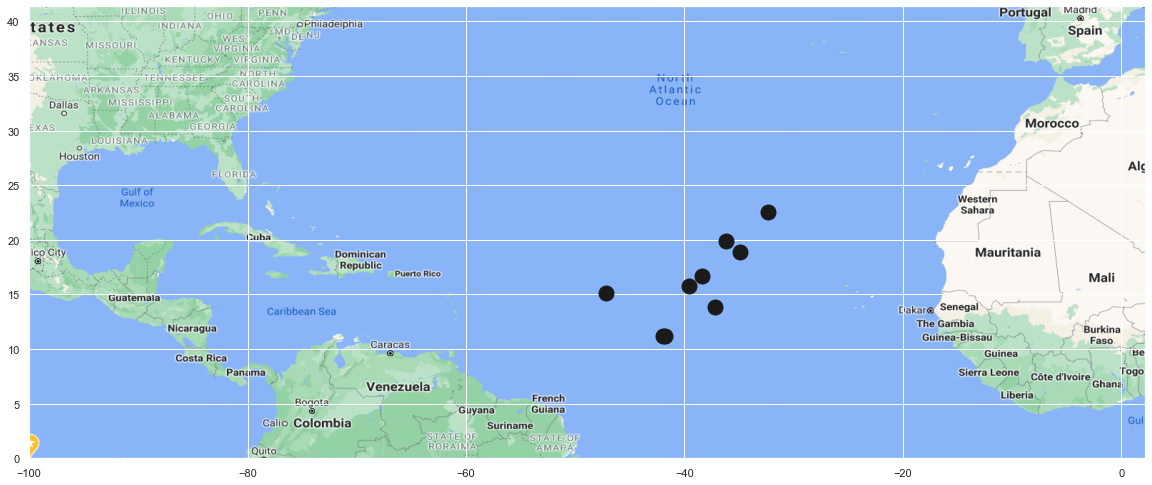 ILLINOIS
OHIO
PENN
Philadelphia
Portugal
Madrid
40
tates
INDIANA
MD
DE
NJ
Spain
ANSAS
MISSOURI
WEST
VIRGINIA
KENTUCKY
VIRGINIA
35
OKLAHOMA
TENNESSEE
NORTH
CAROLINA
North
Atlantic
Ocean
ARKANSAS
Dallas
MISSISSIPPI
SOUTH
CAROLINA
ALABAMA
GEORGIA
Morocco
30
EXAS
LOUISIANA
Houston
Alg
25
FLORIDA
Gulf of
Mexico
Western
Sahara
20
Cuba
ico City
Dominican
Republic
Mauritania
Puerto Rico
Mali
15
Guatemala
Caribbean Sea
Dakar
Senegal
The Gambia
Nicaragua
Guinea-Bissau
Burkina
Faso
10
Caracas
Costa Rica
Guinea
Be
Panama
Venezuela
Sierra Leone
Côte d'Ivoire
Togo
Ghana
5
Bogota
Guyana
French
Guiana
Liberia
Cali
Colombia
Suriname
Gulf
STATE OF
RORAIMA
STATE OF
AMAPA
Quito
0
−100
−80
−60
−40
−20
0